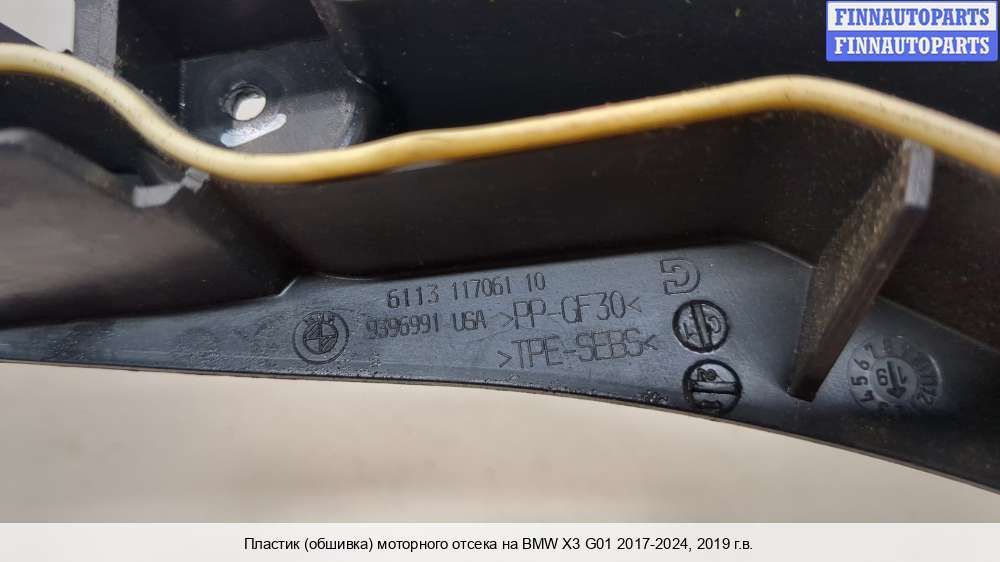 FINNAUTOPARTS
FINNAUTOPARTS
6113 117061 10
9396991 USA >PP-GF30<
>TPE-SEBS<
G
Пластик (обшивка) моторного отсека на BMW X3 G01 2017-2024, 2019 г.в.